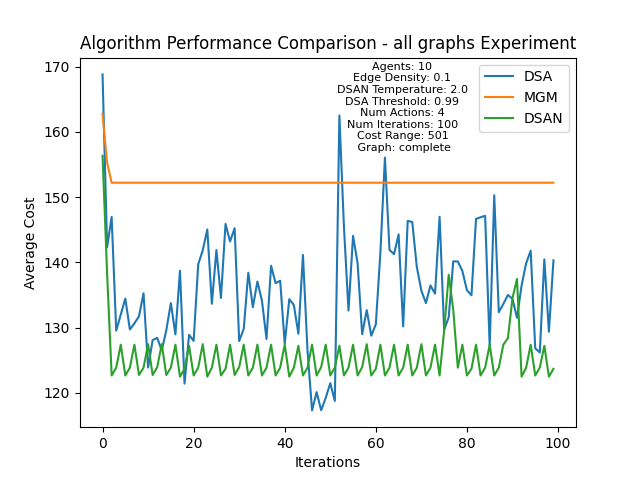 Algorithm Performance Comparison - all graphs Experiment
Agents: 10
Edge Density: 0.1
DSAN Temperature: 2.0
DSA Threshold: 0.99
Num Actions: 4
Num Iterations: 100
Cost Range: 501
Graph: complete
DSA
MGM
DSAN
Average Cost
170
160
150
140
130
120
0
20
40
60
80
100
Iterations